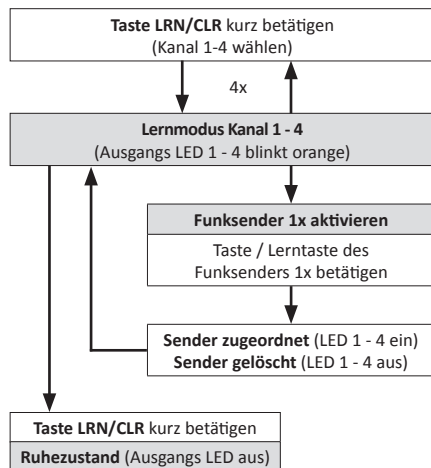 Taste LRN/CLR kurz betätigen
(Kanal 1-4 wählen)
4x
Lernmodus Kanal 1 - 4
(Ausgangs LED 1 - 4 blinkt orange)
Funksender 1x aktivieren
Taste / Lerntaste des
Funksenders 1x betätigen
Sender zugeordnet (LED 1 - 4 ein)
Sender gelöscht (LED 1 - 4 aus)
Taste LRN/CLR kurz betätigen
Ruhezustand (Ausgangs LED aus)